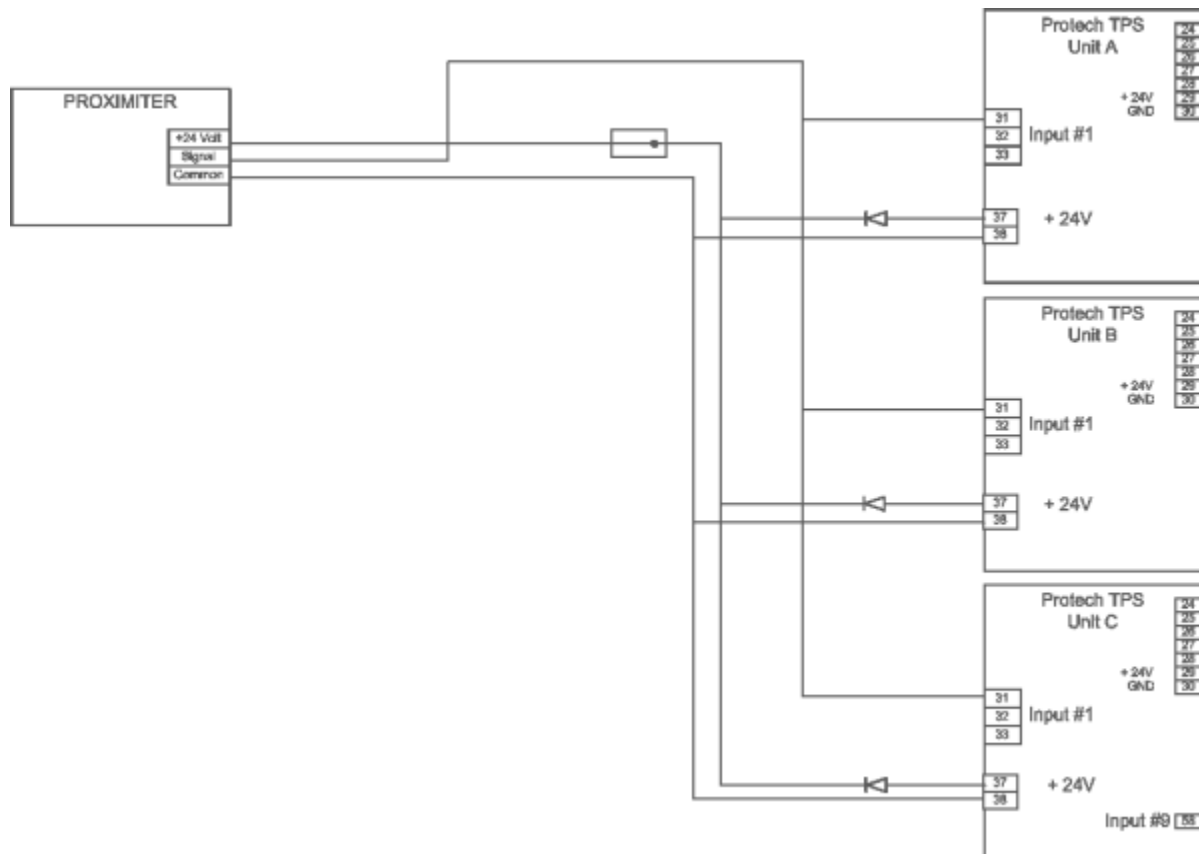 PROXIMITER
+24 Volt
Signal
Common
Protech TPS
Unit A
24
25
26
27
28
+ 24V
29
GND
30
31
32
Input #1
33
37
+ 24V
38
Protech TPS
Unit B
24
25
26
27
28
+ 24V
29
GND
30
31
32
Input #1
33
37
+ 24V
38
Protech TPS
Unit C
24
25
26
27
28
+ 24V
29
GND
30
31
32
Input #1
33
37
+ 24V
38
Input #9